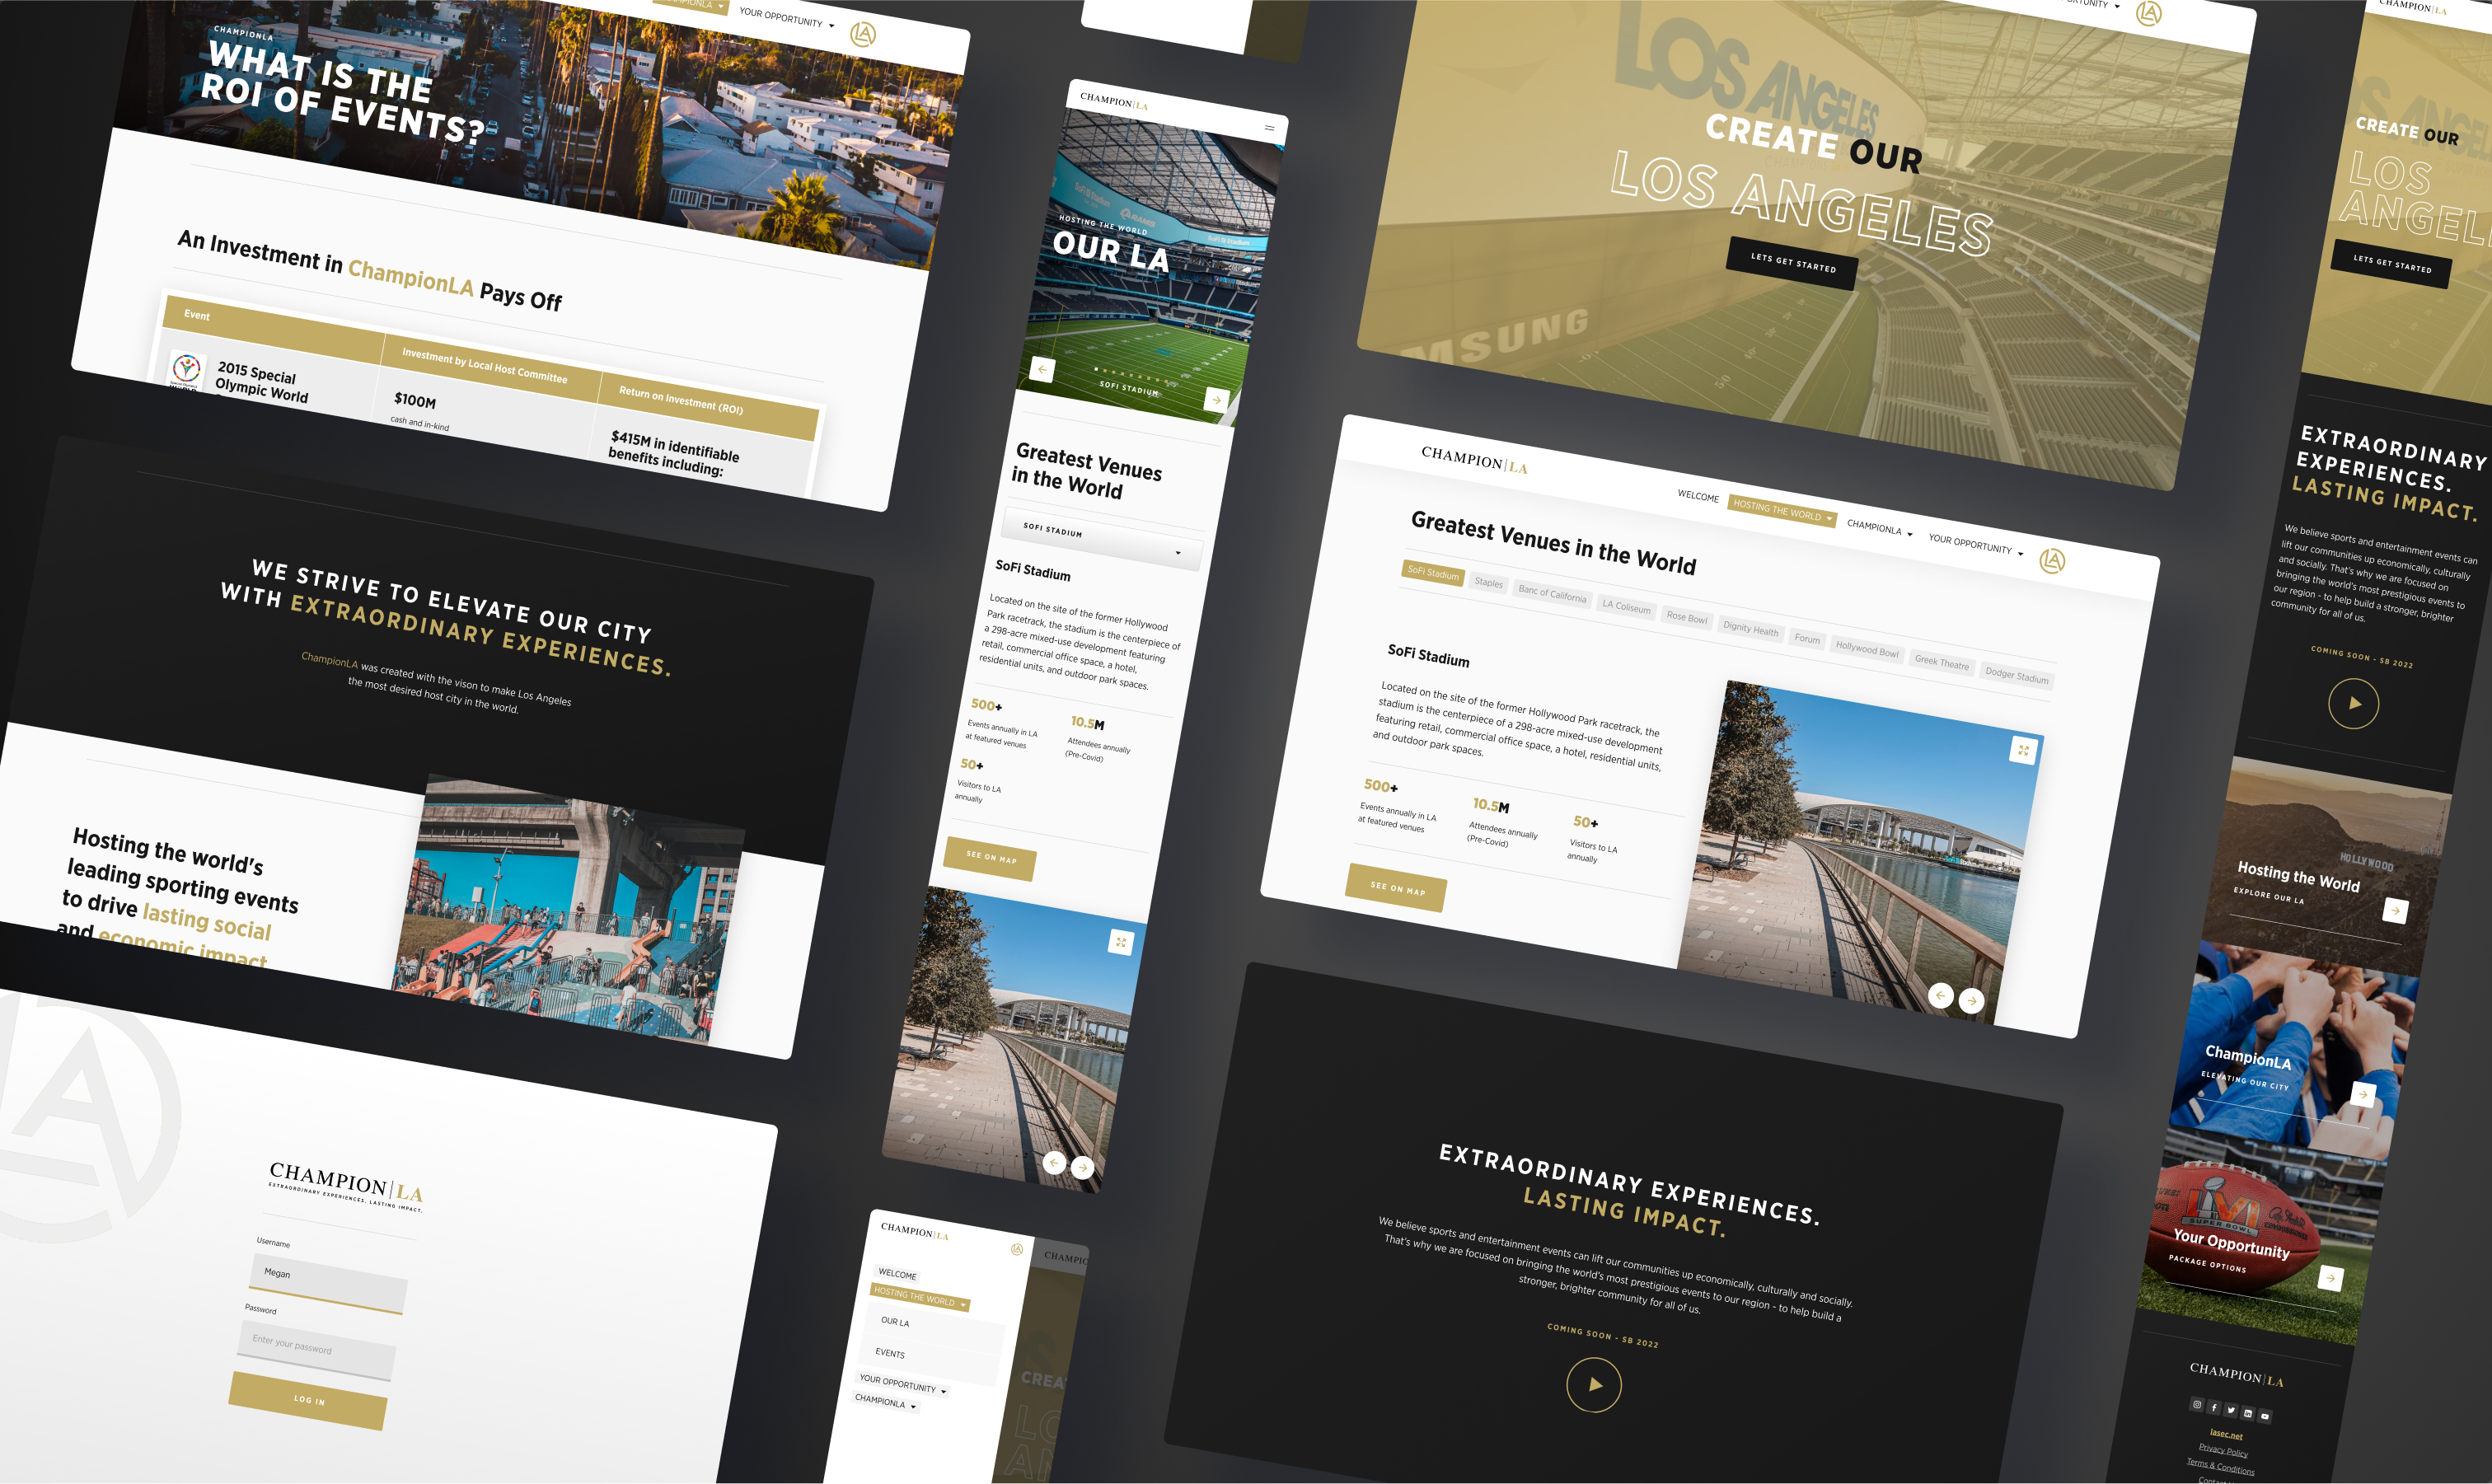 CHAMPIONLA
WHAT IS THE
ROI OF EVENTS?
YOUR OPPORTUNITY
LA
An Investment in ChampionLA Pays Off
Event
Investment by Local Host Committee
Return on Investment (ROI)
2015 Special
Olympic World
$100M
cash and in-kind
$415M in identifiable
benefits including:
WE STRIVE TO ELEVATE OUR CITY
WITH EXTRAORDINARY EXPERIENCES.
ChampionLA was created with the vison to make Los Angeles
the most desired host city in the world.
Hosting the world's
leading sporting events
to drive lasting social
and economic impact
LA
CHAMPION|LA
EXTRAORDINARY EXPERIENCES. LASTING IMPACT.
Username
Megan
Password
Enter your password
LOG IN
CHAMPION|LA
SoFi Stadium
HOSTING THE WORLD
OUR LA
SOFI STADIUM
Greatest Venues
in the World
SOFI STADIUM
SoFi Stadium
Located on the site of the former Hollywood
Park racetrack, the stadium is the centerpiece of
a 298-acre mixed-use development featuring
retail, commercial office space, a hotel,
residential units, and outdoor park spaces.
500+
Events annually in LA
at featured venues
10.5M
Attendees annually
(Pre-Covid)
50+
Visitors to LA
annually
SEE ON MAP
CHAMPION|LA
WELCOME
HOSTING THE WORLD
OUR LA
EVENTS
YOUR OPPORTUNITY
CHAMPIONLA
LOS ANGELES
CREATE OUR
LOS ANGELES
LETS GET STARTED
MSUNG
CHAMPION|LA
WELCOME
HOSTING THE WORLD
CHAMPIONLA
YOUR OPPORTUNITY
LA
Greatest Venues in the World
SoFi Stadium
Staples
Banc of California
LA Coliseum
Rose Bowl
Dignity Health
Forum
Hollywood Bowl
Greek Theatre
Dodger Stadium
SoFi Stadium
Located on the site of the former Hollywood Park racetrack, the
stadium is the centerpiece of a 298-acre mixed-use development
featuring retail, commercial office space, a hotel, residential units,
and outdoor park spaces.
500+
Events annually in LA
at featured venues
10.5M
Attendees annually
(Pre-Covid)
50+
Visitors to LA
annually
SEE ON MAP
EXTRAORDINARY EXPERIENCES.
LASTING IMPACT.
We believe sports and entertainment events can lift our communities up economically, culturally and socially.
That's why we are focused on bringing the world's most prestigious events to our region - to help build a
stronger, brighter community for all of us.
COMING SOON - SB 2022
CHAMPION|LA
CREATE OUR
LOS
ANGEL
LETS GET STARTED
EXTRAORDINARY
EXPERIENCES.
LASTING IMPACT.
We believe sports and entertainment events can
lift our communities up economically, culturally
and socially. That's why we are focused on
bringing the world's most prestigious events to
our region - to help build a stronger, brighter
community for all of us.
COMING SOON - SB 2022
HOLLYWOOD
Hosting the World
EXPLORE OUR LA
ChampionLA
ELEVATING OUR CITY
LVI
SUPER BOWL
Your Opportunity
PACKAGE OPTIONS
CHAMPION|LA
lasec.net
Privacy Policy
Terms & Conditions